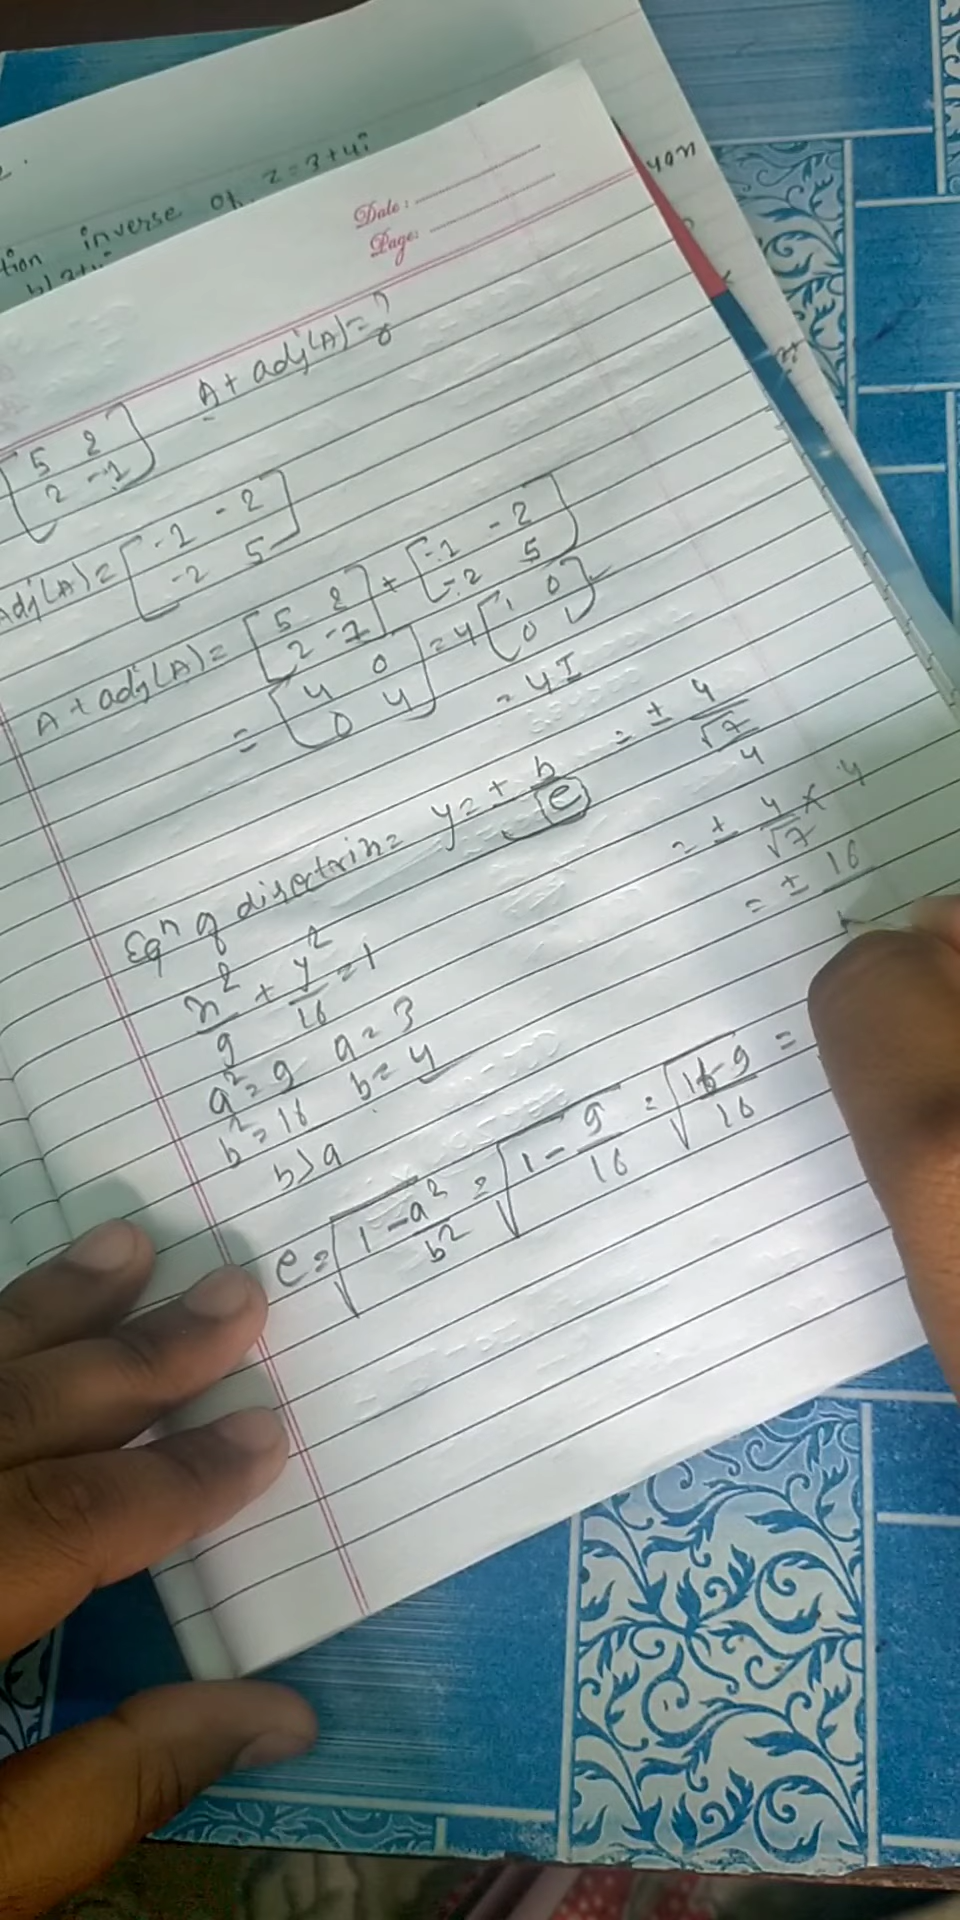 inverse of z = 3+4i
yon
Date :
Page:
[5 2
2 -1] A + adj(A) = ?
Adj(A) = [-1 -2
-2 5]
A + adj(A) = [5 2
2 -1] + [-1 -2
-2 5]
= [4 0
0 4] = 4 [1 0
0 1]
= 4I
Eqⁿ of directrix = y = ± b/e = ± 4/(√7/4)
= ± 4/√7 × 4
= ± 16
x²/9 + y²/16 = 1
a² = 9 a = 3
b² = 16 b = 4
b > a
e = √(1 - a²/b²) = √(1 - 9/16) = √((16-9)/16) =